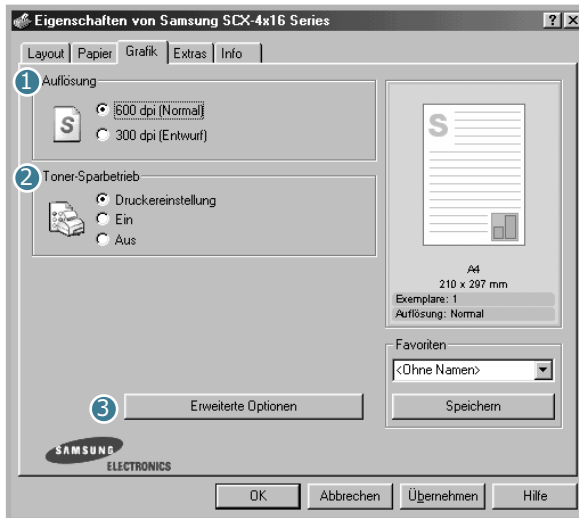 Eigenschaften von Samsung SCX-4x16 Series
Layout Papier Grafik Extras Info
1 Auflösung
S
600 dpi (Normal)
300 dpi (Entwurf)
2 Toner-Sparbetrieb
Druckereinstellung
Ein
Aus
3 Erweiterte Optionen
S
A4
210 x 297 mm
Exemplare: 1
Auflösung: Normal
Favoriten
<Ohne Namen>
Speichern
SAMSUNG
ELECTRONICS
OK Abbrechen Übernehmen Hilfe